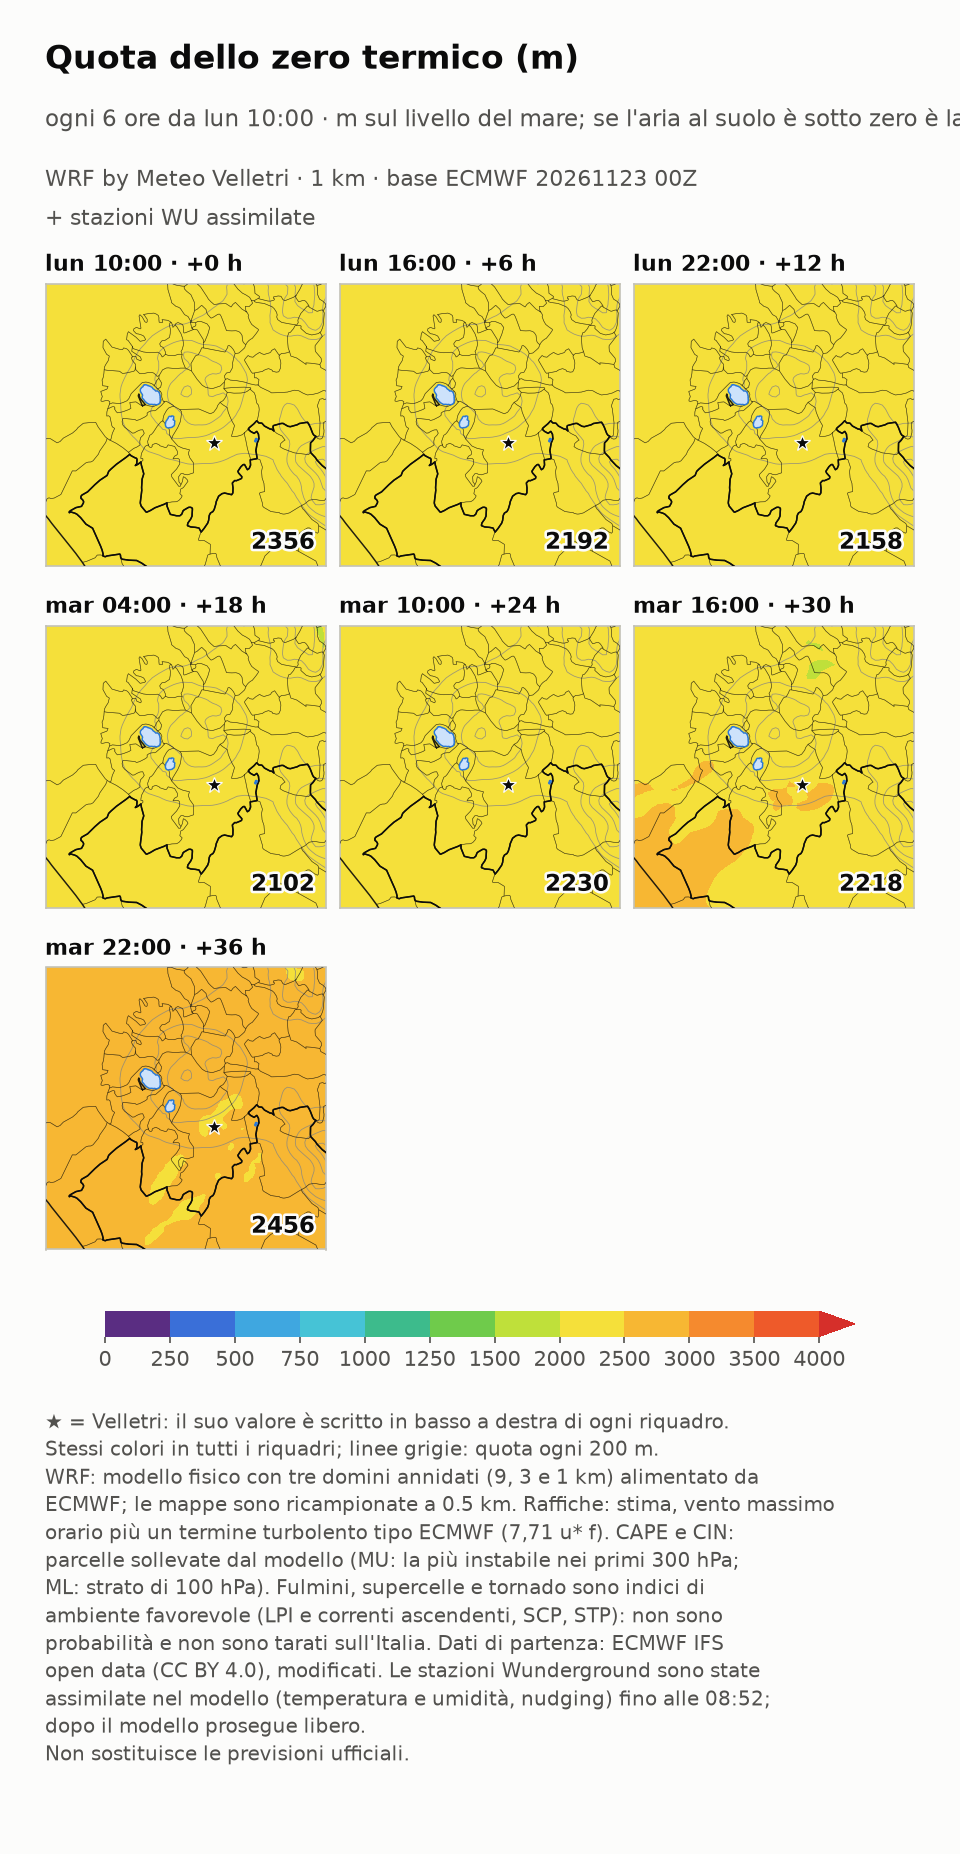 Quota dello zero termico (m)
ogni 6 ore da lun 10:00 · m sul livello del mare; se l'aria al suolo è sotto zero è la
WRF by Meteo Velletri · 1 km · base ECMWF 20261123 00Z
+ stazioni WU assimilate
lun 10:00 · +0 h
lun 16:00 · +6 h
lun 22:00 · +12 h
2356
2192
2158
mar 04:00 · +18 h
mar 10:00 · +24 h
mar 16:00 · +30 h
2102
2230
2218
mar 22:00 · +36 h
2456
0 250 500 750 1000 1250 1500 2000 2500 3000 3500 4000
★ = Velletri: il suo valore è scritto in basso a destra di ogni riquadro.
Stessi colori in tutti i riquadri; linee grigie: quota ogni 200 m.
WRF: modello fisico con tre domini annidati (9, 3 e 1 km) alimentato da
ECMWF; le mappe sono ricampionate a 0.5 km. Raffiche: stima, vento massimo
orario più un termine turbolento tipo ECMWF (7,71 u* f). CAPE e CIN:
parcelle sollevate dal modello (MU: la più instabile nei primi 300 hPa;
ML: strato di 100 hPa). Fulmini, supercelle e tornado sono indici di
ambiente favorevole (LPI e correnti ascendenti, SCP, STP): non sono
probabilità e non sono tarati sull'Italia. Dati di partenza: ECMWF IFS
open data (CC BY 4.0), modificati. Le stazioni Wunderground sono state
assimilate nel modello (temperatura e umidità, nudging) fino alle 08:52;
dopo il modello prosegue libero.
Non sostituisce le previsioni ufficiali.